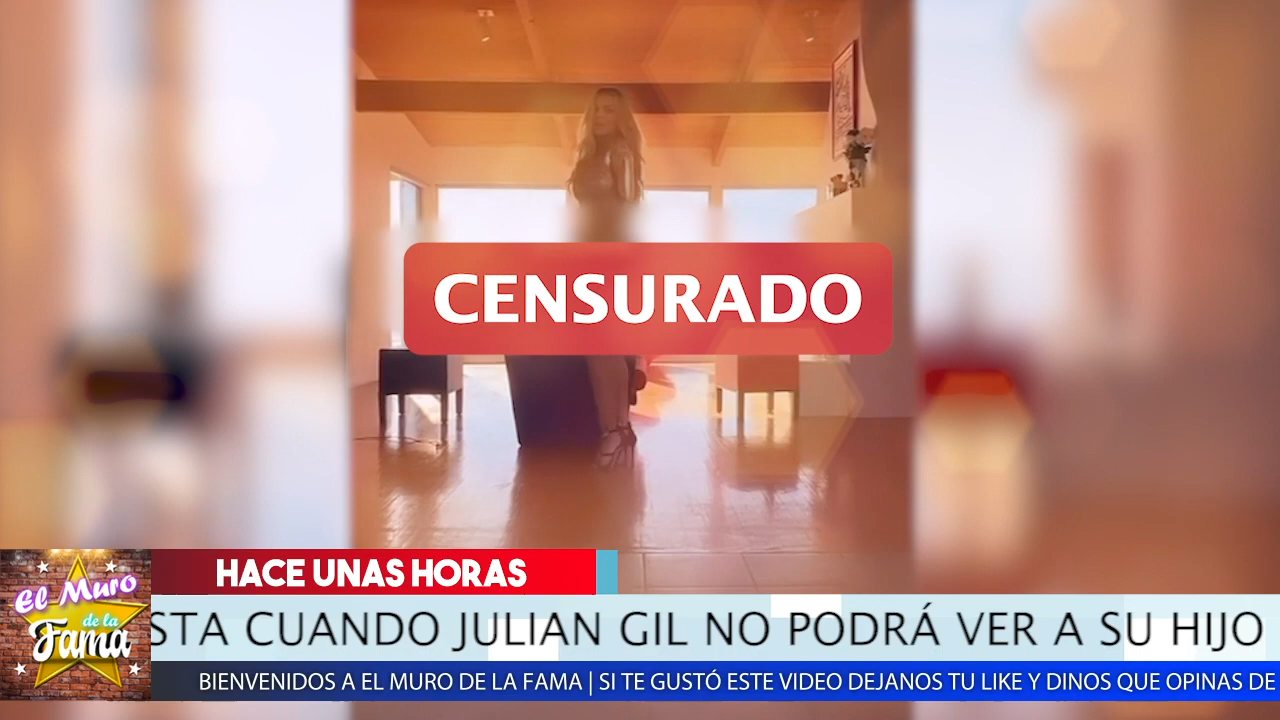 CENSURADO
HACE UNAS HORAS
El Muro
de la
Fama
STA CUANDO JULIAN GIL NO PODRÁ VER A SU HIJO
BIENVENIDOS A EL MURO DE LA FAMA | SI TE GUSTÓ ESTE VIDEO DEJANOS TU LIKE Y DINOS QUE OPINAS DE